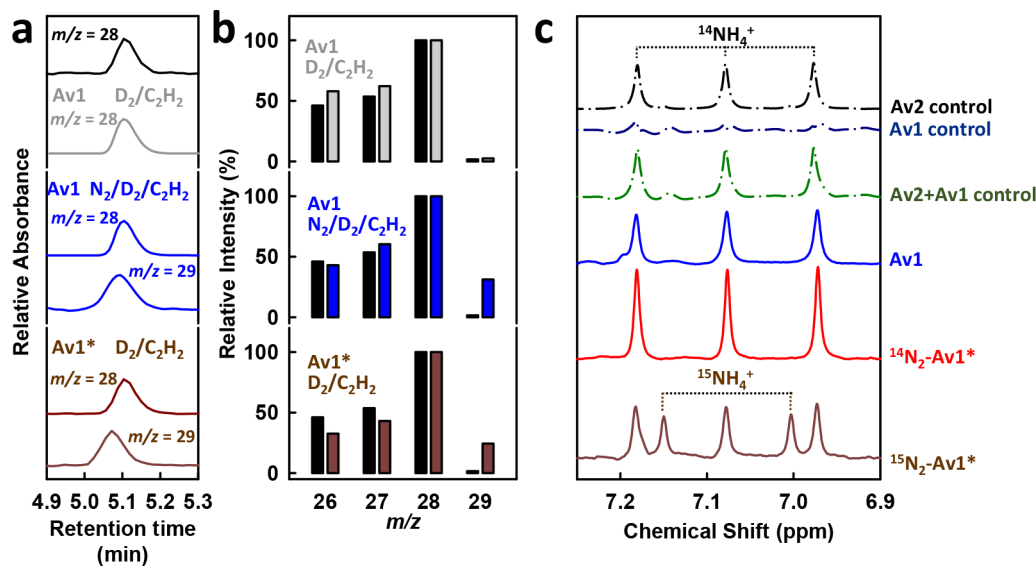 a
m/z = 28
Av1 D₂/C₂H₂
m/z = 28
Av1 N₂/D₂/C₂H₂
m/z = 28
m/z = 29
Av1* D₂/C₂H₂
m/z = 28
m/z = 29
Relative Absorbance
4.9 5.0 5.1 5.2 5.3
Retention time
(min)
b
100
50
0
Av1
D₂/C₂H₂
100
50
0
Av1
N₂/D₂/C₂H₂
100
50
0
Av1*
D₂/C₂H₂
Relative Intensity (%)
26 27 28 29
m/z
c
¹⁴NH₄⁺
Av2 control
Av1 control
Av2+Av1 control
Av1
¹⁴N₂-Av1*
¹⁵NH₄⁺
¹⁵N₂-Av1*
7.2 7.1 7.0 6.9
Chemical Shift (ppm)